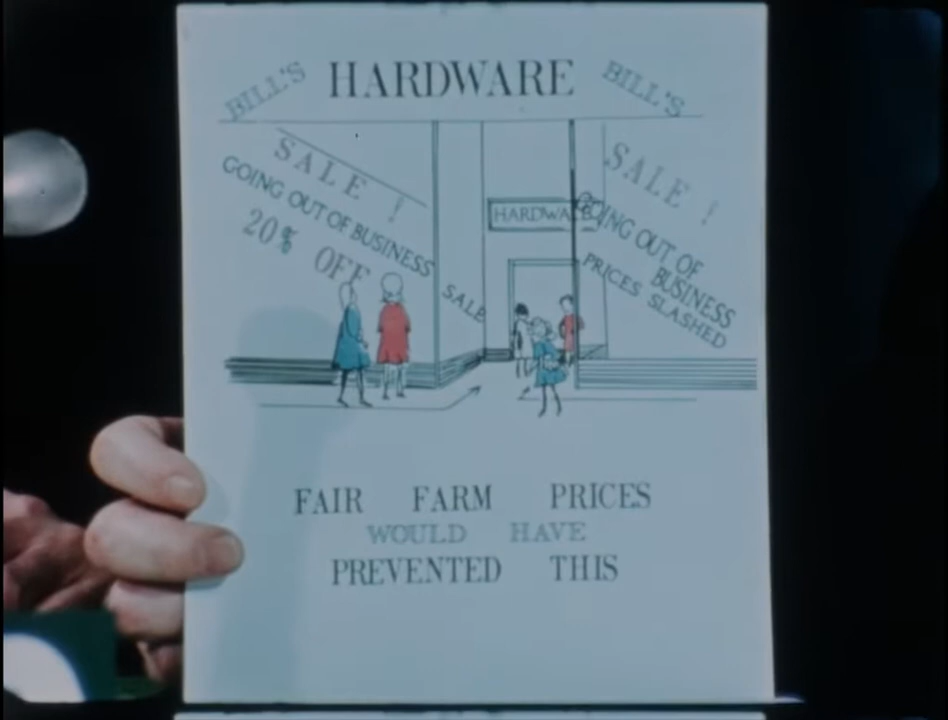 BILL'S HARDWARE BILL'S
SALE !
GOING OUT OF BUSINESS
20% OFF
SALE
HARDWARE
SALE !
GOING OUT OF
BUSINESS
PRICES SLASHED
FAIR FARM PRICES
WOULD HAVE
PREVENTED THIS